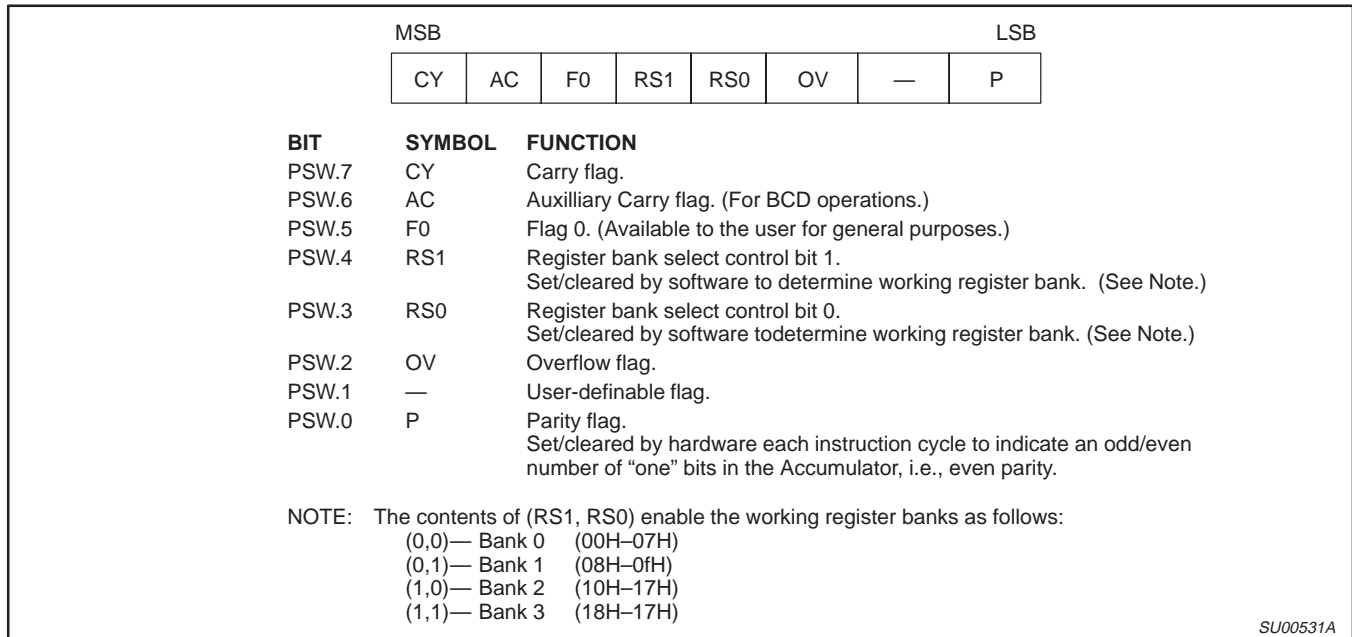 MSB LSB
CY AC F0 RS1 RS0 OV — P
BIT SYMBOL FUNCTION
PSW.7 CY Carry flag.
PSW.6 AC Auxilliary Carry flag. (For BCD operations.)
PSW.5 F0 Flag 0. (Available to the user for general purposes.)
PSW.4 RS1 Register bank select control bit 1.
Set/cleared by software to determine working register bank. (See Note.)
PSW.3 RS0 Register bank select control bit 0.
Set/cleared by software todetermine working register bank. (See Note.)
PSW.2 OV Overflow flag.
PSW.1 — User-definable flag.
PSW.0 P Parity flag.
Set/cleared by hardware each instruction cycle to indicate an odd/even
number of “one” bits in the Accumulator, i.e., even parity.
NOTE: The contents of (RS1, RS0) enable the working register banks as follows:
(0,0)— Bank 0 (00H–07H)
(0,1)— Bank 1 (08H–0fH)
(1,0)— Bank 2 (10H–17H)
(1,1)— Bank 3 (18H–17H)
SU00531A